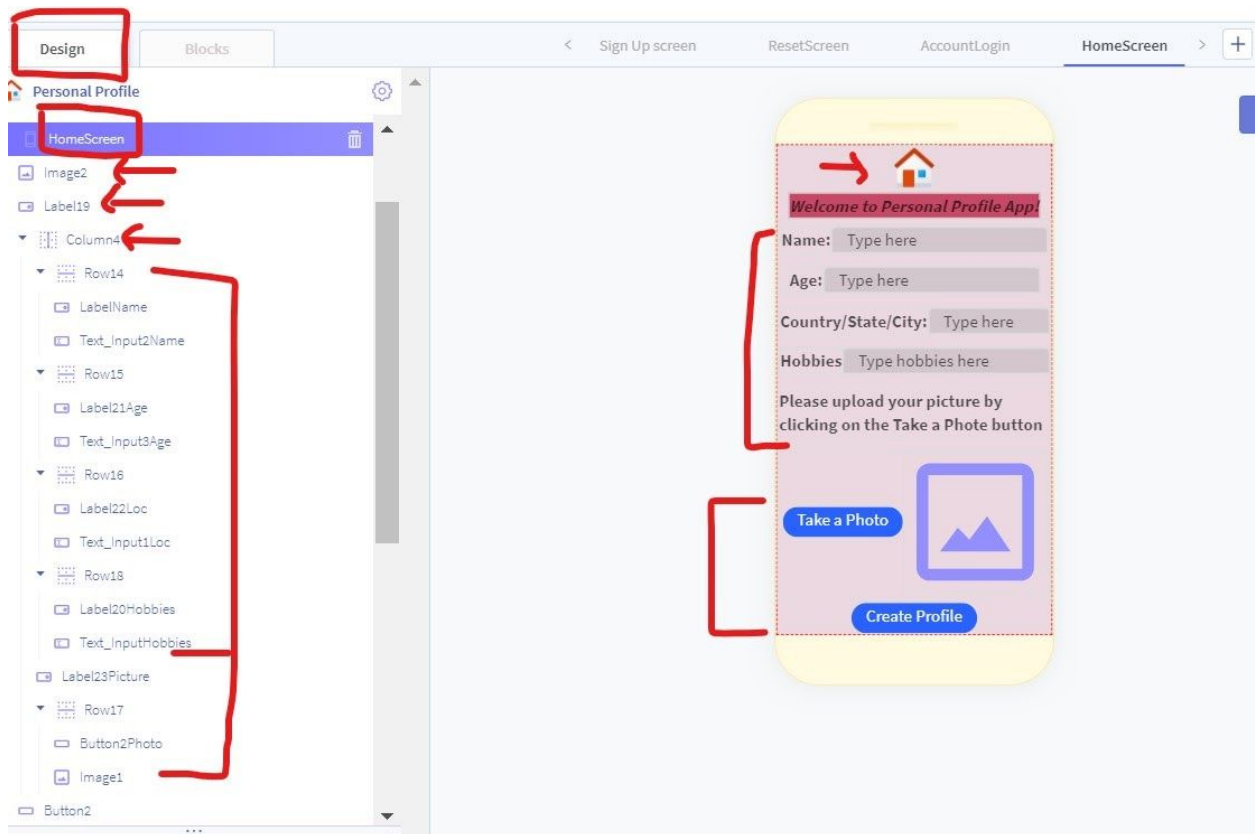 Design
Blocks
Sign Up screen
ResetScreen
AccountLogin
HomeScreen
Personal Profile
HomeScreen
Image2
Label19
Column4
Row14
LabelName
Text_Input2Name
Row15
Label21Age
Text_Input3Age
Row16
Label22Loc
Text_Input1Loc
Row18
Label20Hobbies
Text_InputHobbies
Label23Picture
Row17
Button2Photo
Image1
Button2
Welcome to Personal Profile App!
Name: Type here
Age: Type here
Country/State/City: Type here
Hobbies Type hobbies here
Please upload your picture by
clicking on the Take a Phote button
Take a Photo
Create Profile